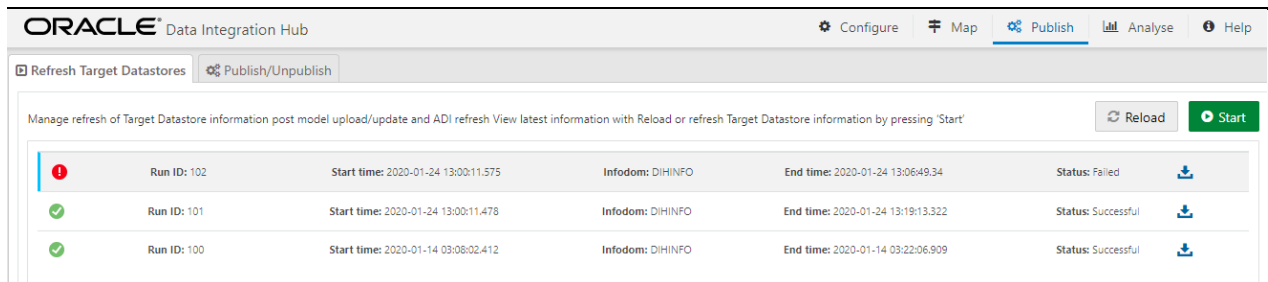 ORACLE® Data Integration Hub Configure Map Publish Analyse Help
Refresh Target Datastores Publish/Unpublish
Manage refresh of Target Datastore information post model upload/update and ADI refresh View latest information with Reload or refresh Target Datastore information by pressing 'Start' Reload Start
Run ID: 102 Start time: 2020-01-24 13:00:11.575 Infodom: DIHINFO End time: 2020-01-24 13:06:49.34 Status: Failed
Run ID: 101 Start time: 2020-01-24 13:00:11.478 Infodom: DIHINFO End time: 2020-01-24 13:19:13.322 Status: Successful
Run ID: 100 Start time: 2020-01-14 03:08:02.412 Infodom: DIHINFO End time: 2020-01-14 03:22:06.909 Status: Successful